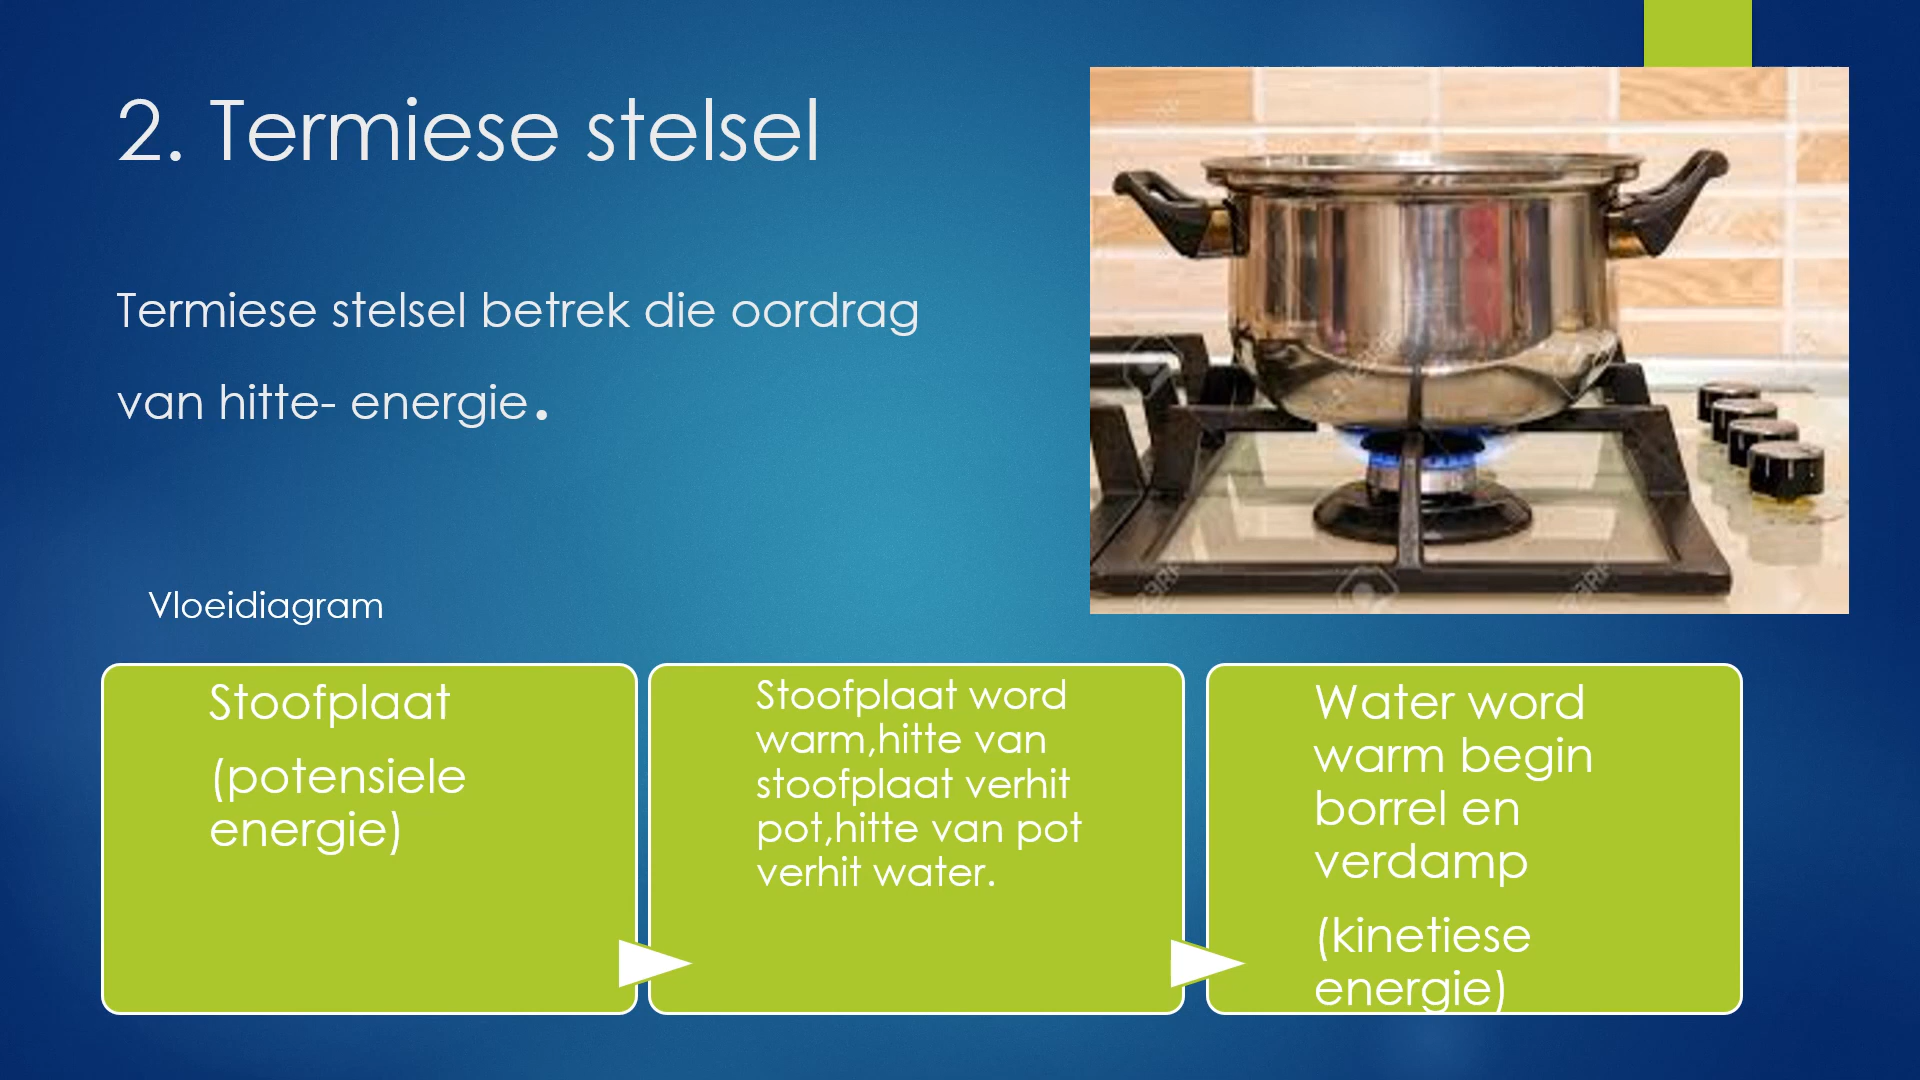 2. Termiese stelsel
Termiese stelsel betrek die oordrag
van hitte- energie.
Vloeidiagram
Stoofplaat
(potensiele
energie)
Stoofplaat word
warm,hitte van
stoofplaat verhit
pot,hitte van pot
verhit water.
Water word
warm begin
borrel en
verdamp
(kinetiese
energie)